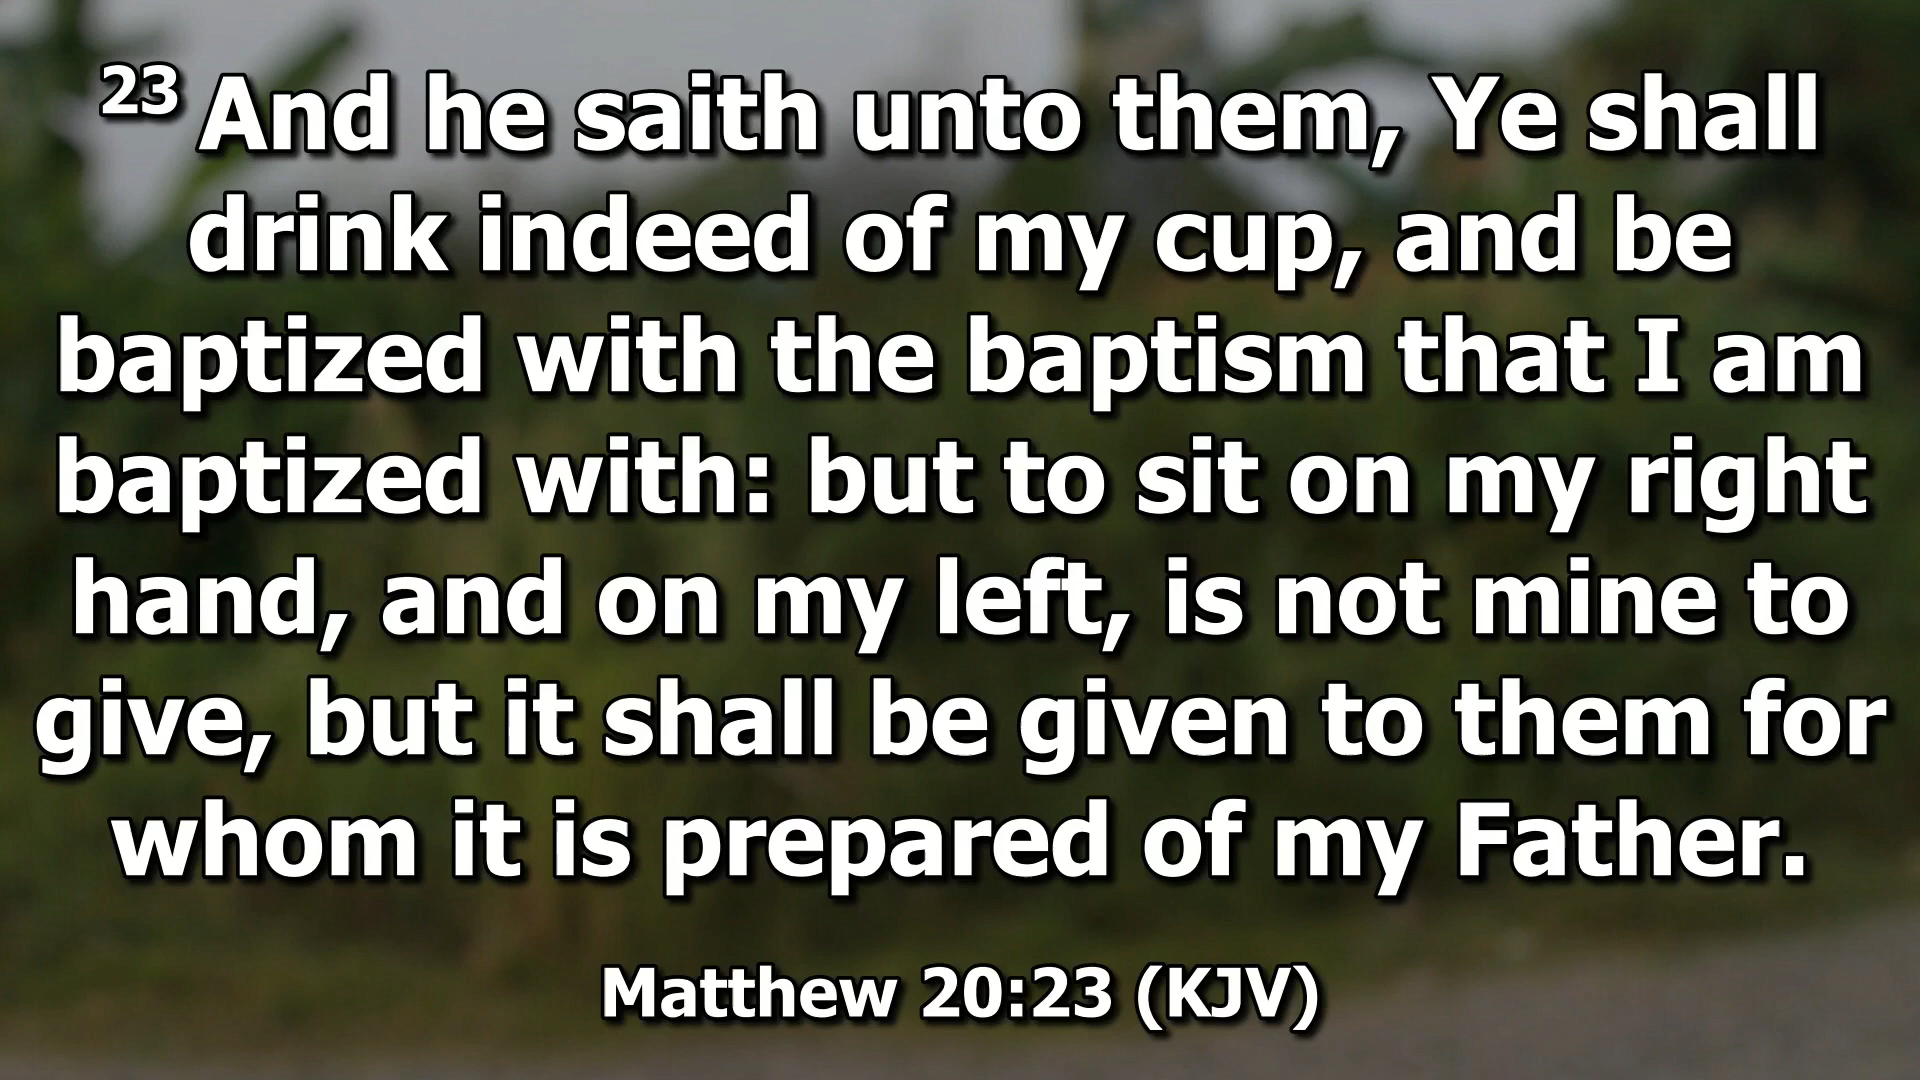 23 And he saith unto them, Ye shall
drink indeed of my cup, and be
baptized with the baptism that I am
baptized with: but to sit on my right
hand, and on my left, is not mine to
give, but it shall be given to them for
whom it is prepared of my Father.
Matthew 20:23 (KJV)